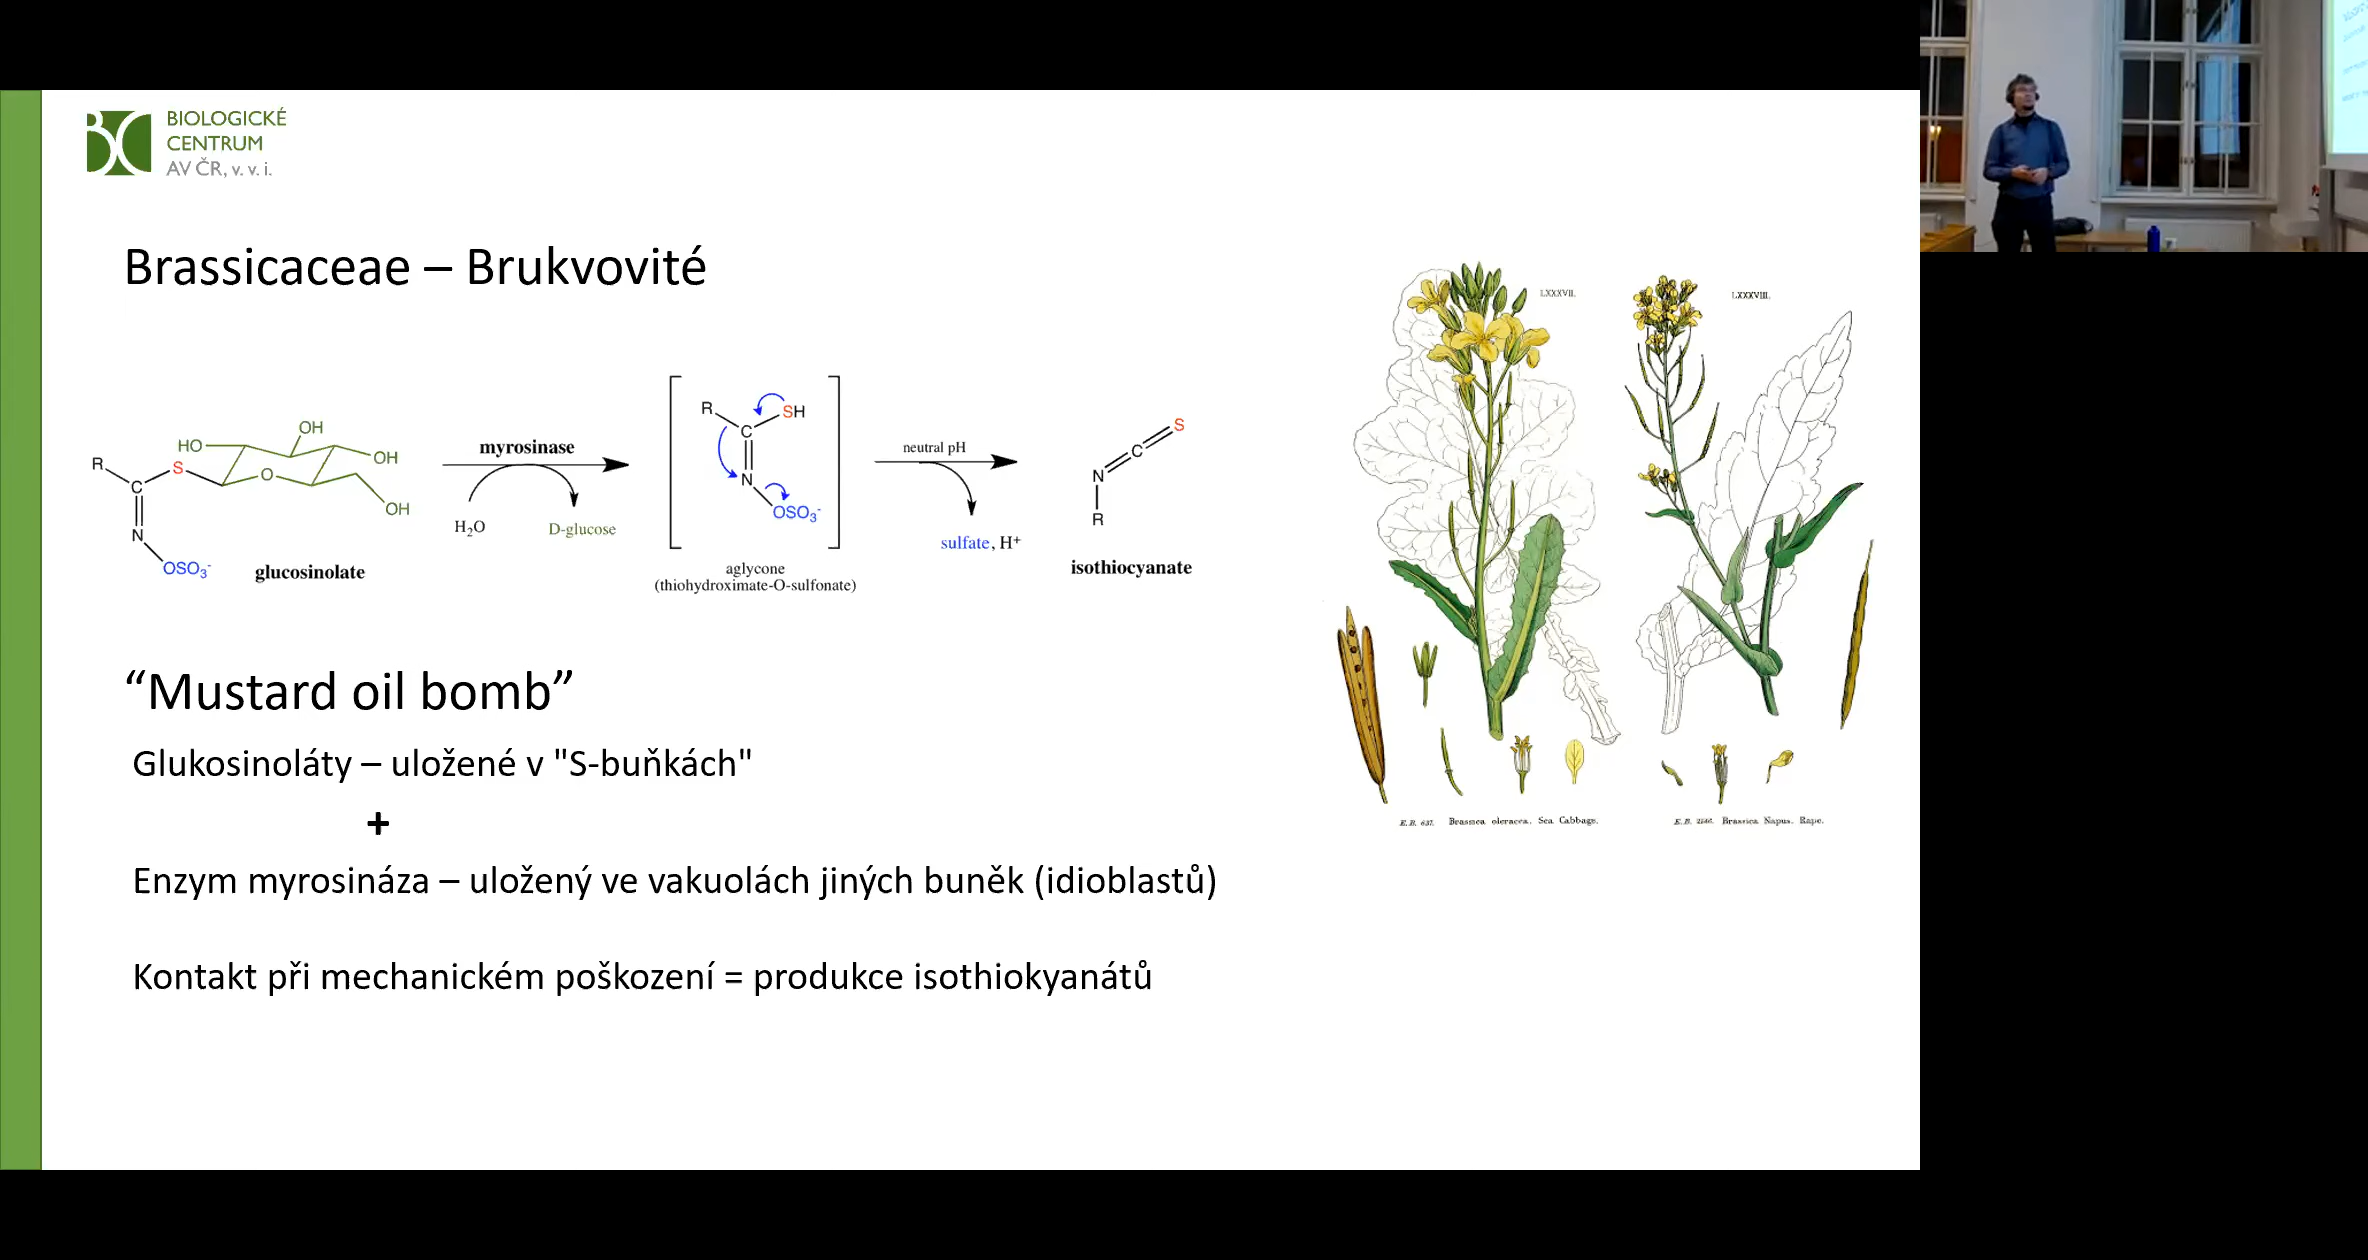 BIOLOGICKÉ
CENTRUM
AV ČR, v. v. i.
Brassicaceae – Brukvovité
R
C
S
N
OSO₃⁻
HO
OH
OH
O
OH
glucosinolate
myrosinase
H₂O
D-glucose
R
SH
C
N
OSO₃⁻
aglycone
(thiohydroximate-O-sulfonate)
neutral pH
sulfate, H⁺
S
C
N
R
isothiocyanate
“Mustard oil bomb”
Glukosinoláty – uložené v "S-buňkách"
+
Enzym myrosináza – uložený ve vakuolách jiných buněk (idioblastů)
Kontakt při mechanickém poškození = produkce isothiokyanátů
LXXXVII.
LXXXVIII.
E.B. 637. Brassica oleracea. Sea Cabbage.
E.B. 2146. Brassica Napus. Rape.